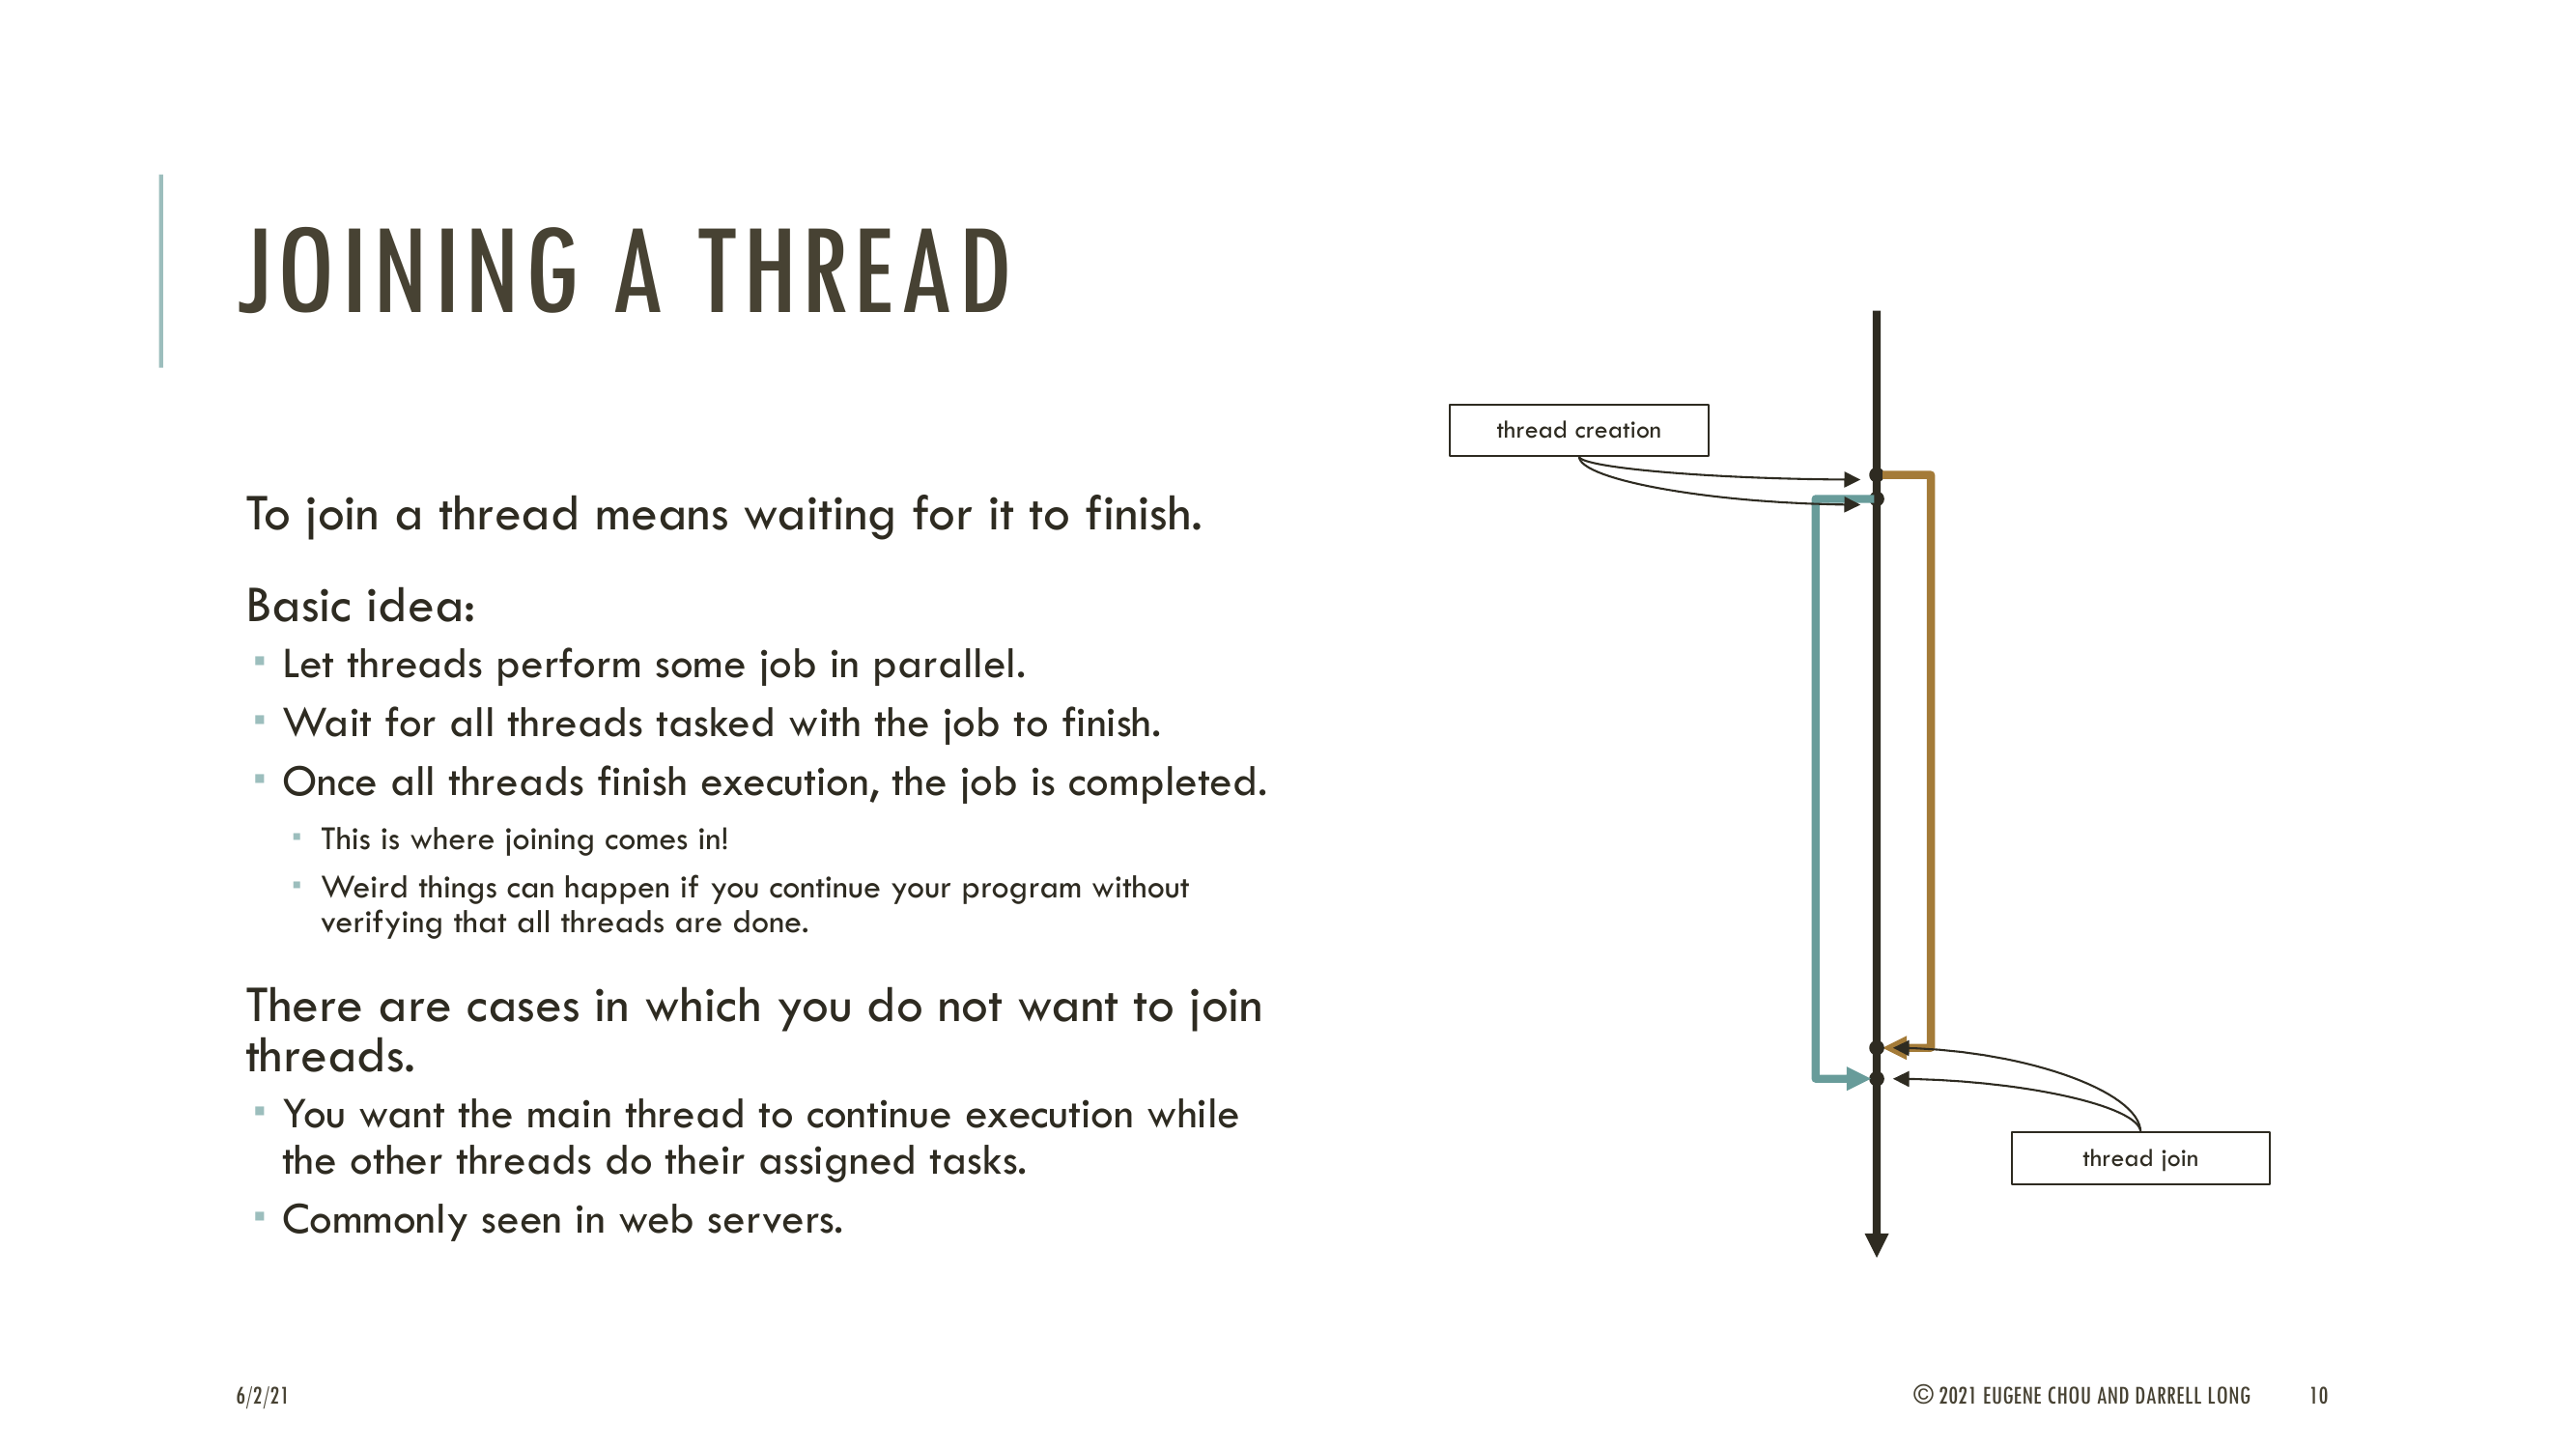 JOINING A THREAD
To join a thread means waiting for it to finish.
Basic idea:
▪ Let threads perform some job in parallel.
▪ Wait for all threads tasked with the job to finish.
▪ Once all threads finish execution, the job is completed.
▪ This is where joining comes in!
▪ Weird things can happen if you continue your program without
verifying that all threads are done.
There are cases in which you do not want to join
threads.
▪ You want the main thread to continue execution while
the other threads do their assigned tasks.
▪ Commonly seen in web servers.
thread creation
thread join
6/2/21
© 2021 EUGENE CHOU AND DARRELL LONG
10